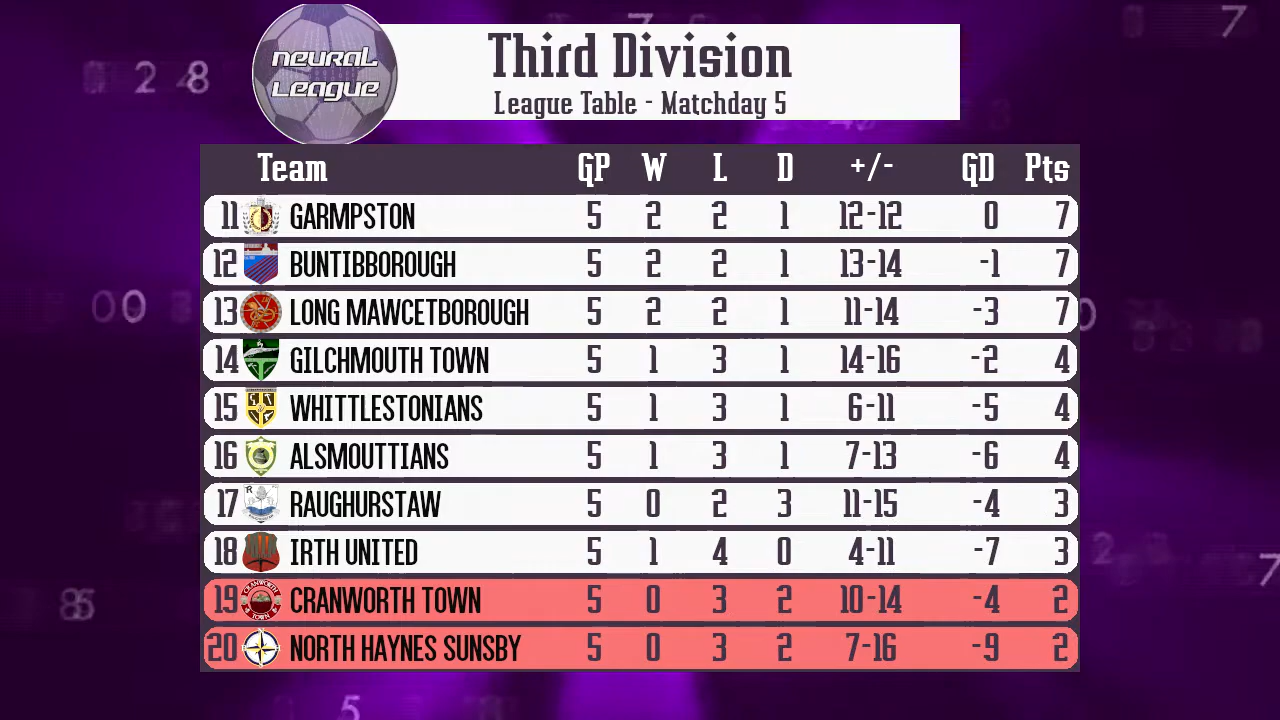 neural League
Third Division
League Table - Matchday 5
Team GP W L D +/- GD Pts
11 GARMPSTON 5 2 2 1 12-12 0 7
12 BUNTIBBOROUGH 5 2 2 1 13-14 -1 7
13 LONG MAWCETBOROUGH 5 2 2 1 11-14 -3 7
14 GILCHMOUTH TOWN 5 1 3 1 14-16 -2 4
15 WHITTLESTONIANS 5 1 3 1 6-11 -5 4
16 ALSMOUTTIANS 5 1 3 1 7-13 -6 4
17 RAUGHURSTAW 5 0 2 3 11-15 -4 3
18 IRTH UNITED 5 1 4 0 4-11 -7 3
19 CRANWORTH TOWN 5 0 3 2 10-14 -4 2
20 NORTH HAYNES SUNSBY 5 0 3 2 7-16 -9 2